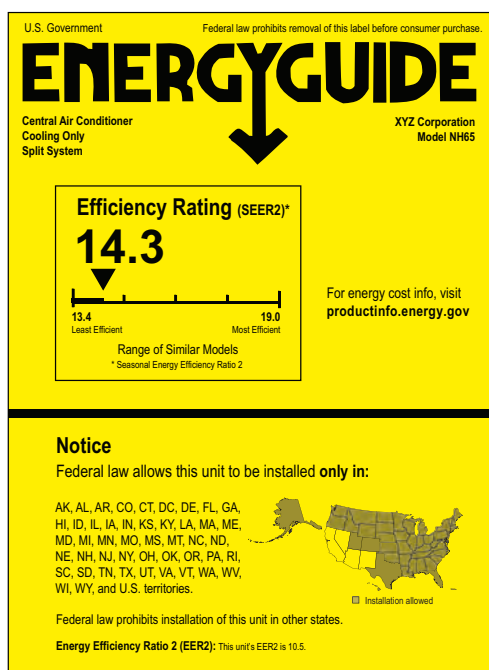 U.S. Government
Federal law prohibits removal of this label before consumer purchase.
ENERGYGUIDE
Central Air Conditioner
Cooling Only
Split System
XYZ Corporation
Model NH65
Efficiency Rating (SEER2)*
14.3
13.4
Least Efficient
19.0
Most Efficient
Range of Similar Models
* Seasonal Energy Efficiency Ratio 2
For energy cost info, visit
productinfo.energy.gov
Notice
Federal law allows this unit to be installed only in:
AK, AL, AR, CO, CT, DC, DE, FL, GA,
HI, ID, IL, IA, IN, KS, KY, LA, MA, ME,
MD, MI, MN, MO, MS, MT, NC, ND,
NE, NH, NJ, NY, OH, OK, OR, PA, RI,
SC, SD, TN, TX, UT, VA, VT, WA, WV,
WI, WY, and U.S. territories.
Installation allowed
Federal law prohibits installation of this unit in other states.
Energy Efficiency Ratio 2 (EER2): This unit's EER2 is 10.5.